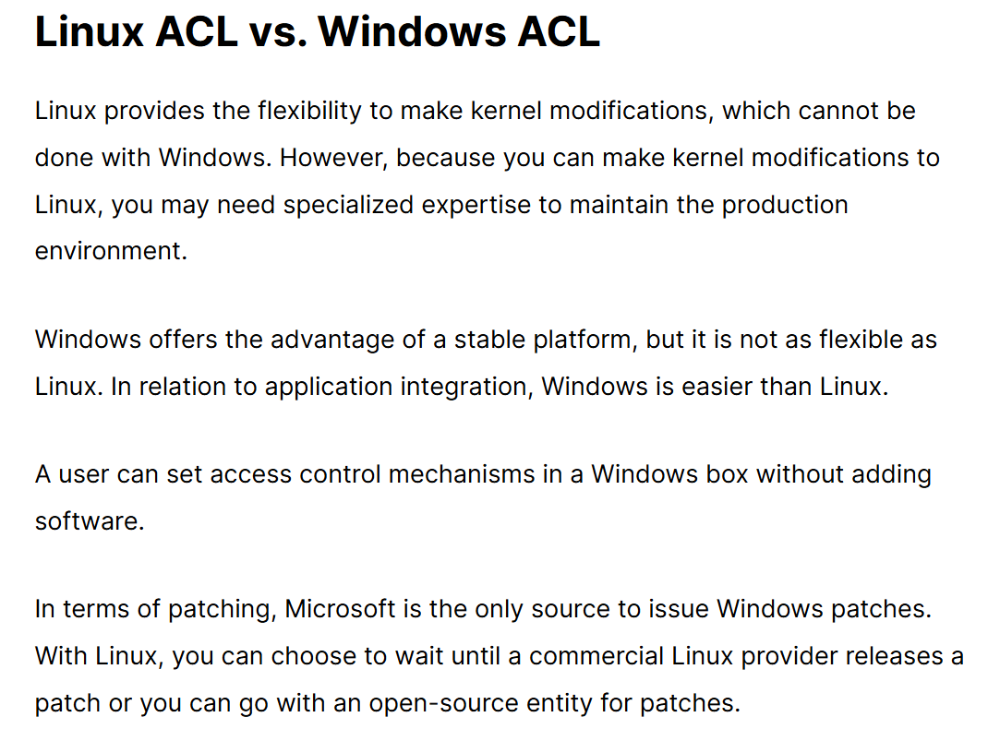 Linux ACL vs. Windows ACL
Linux provides the flexibility to make kernel modifications, which cannot be
done with Windows. However, because you can make kernel modifications to
Linux, you may need specialized expertise to maintain the production
environment.
Windows offers the advantage of a stable platform, but it is not as flexible as
Linux. In relation to application integration, Windows is easier than Linux.
A user can set access control mechanisms in a Windows box without adding
software.
In terms of patching, Microsoft is the only source to issue Windows patches.
With Linux, you can choose to wait until a commercial Linux provider releases a
patch or you can go with an open-source entity for patches.